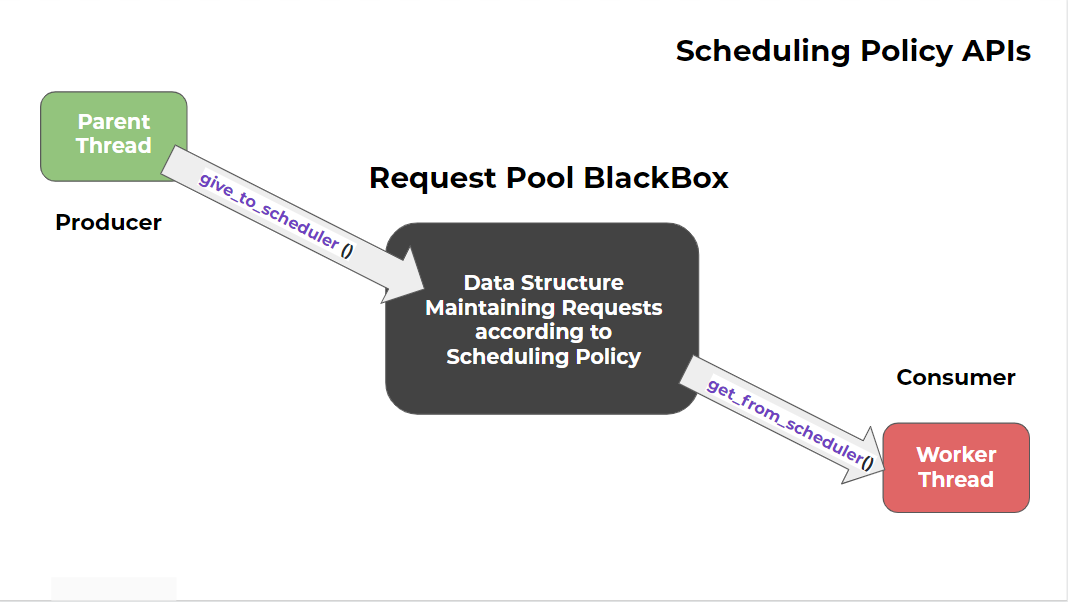 Scheduling Policy APIs
Parent
Thread
give_to_scheduler ()
Producer
Request Pool BlackBox
Data Structure
Maintaining Requests
according to
Scheduling Policy
get_from_scheduler()
Consumer
Worker
Thread